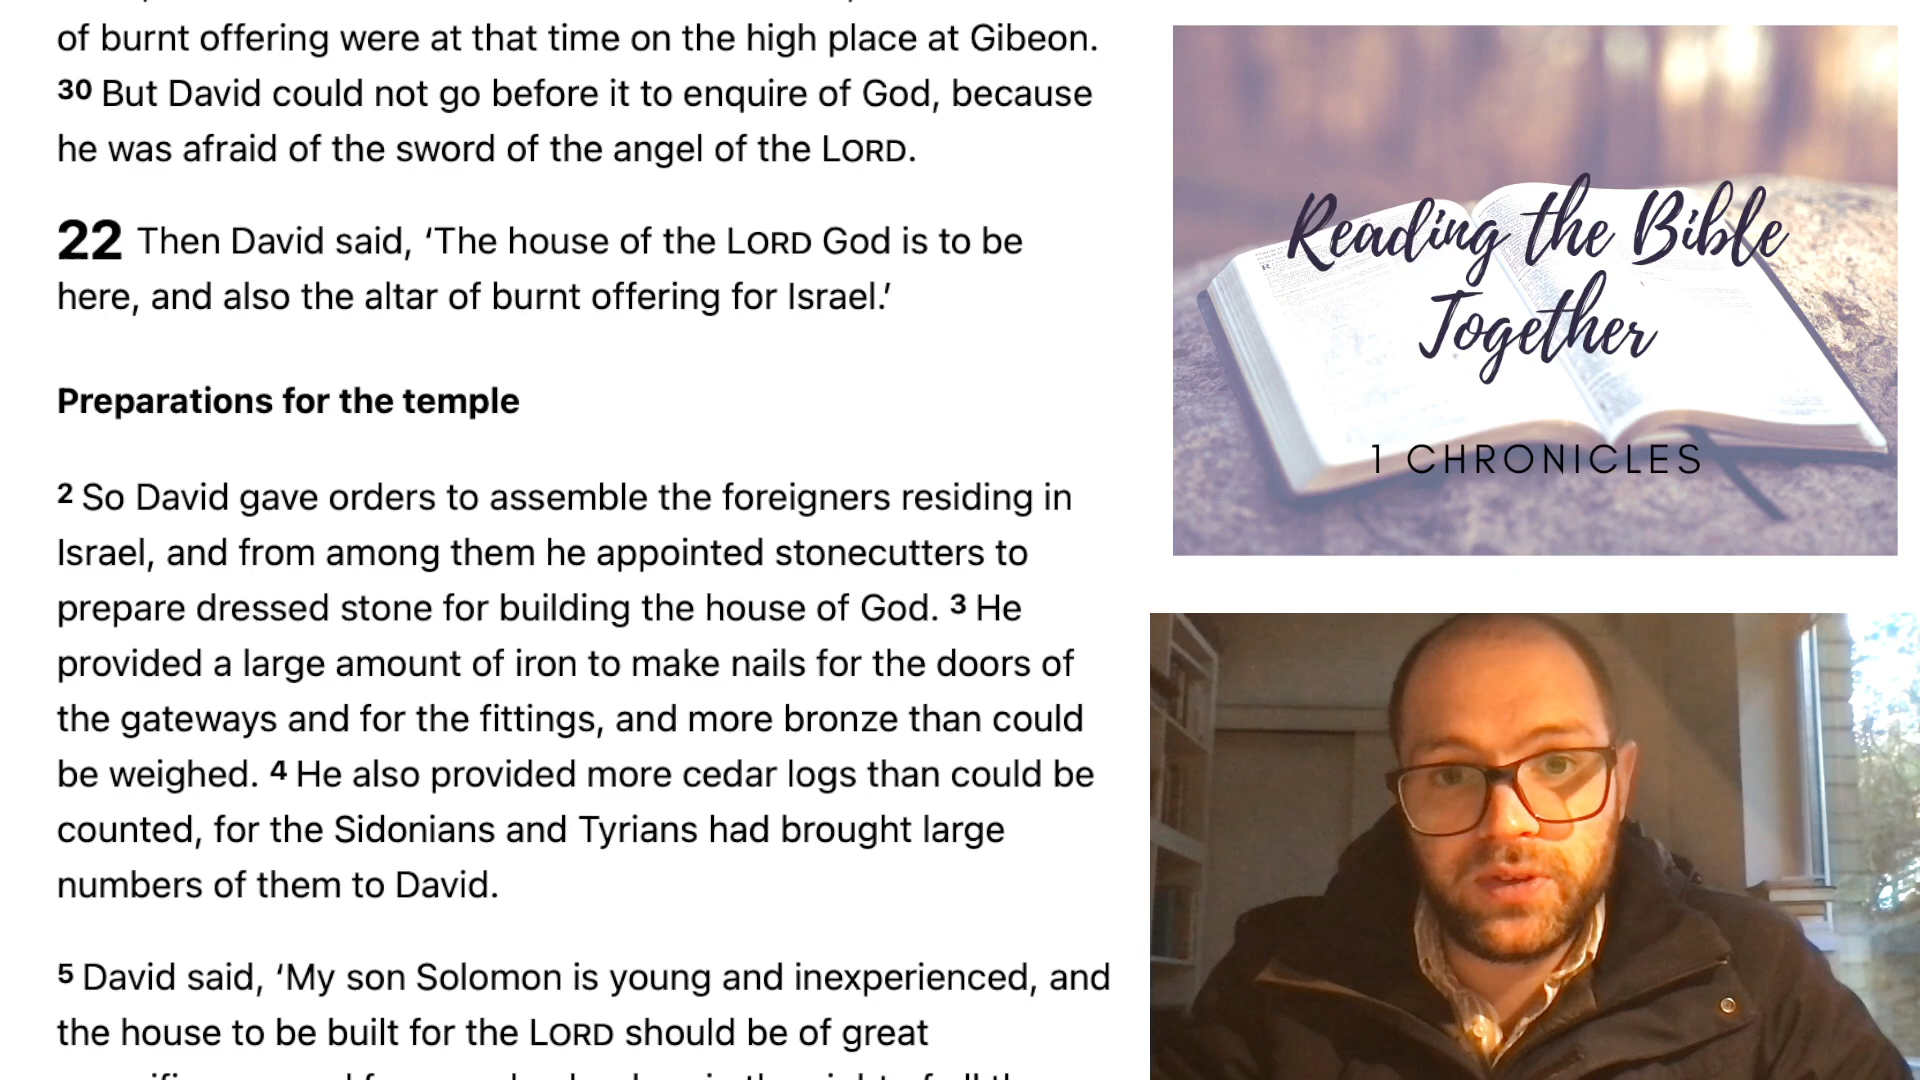 of burnt offering were at that time on the high place at Gibeon.
30 But David could not go before it to enquire of God, because
he was afraid of the sword of the angel of the LORD.
22 Then David said, ‘The house of the LORD God is to be
here, and also the altar of burnt offering for Israel.’
Preparations for the temple
2 So David gave orders to assemble the foreigners residing in
Israel, and from among them he appointed stonecutters to
prepare dressed stone for building the house of God. 3 He
provided a large amount of iron to make nails for the doors of
the gateways and for the fittings, and more bronze than could
be weighed. 4 He also provided more cedar logs than could be
counted, for the Sidonians and Tyrians had brought large
numbers of them to David.
5 David said, ‘My son Solomon is young and inexperienced, and
the house to be built for the LORD should be of great
Reading the Bible
Together
1 CHRONICLES